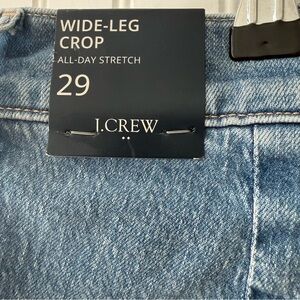 WIDE-LEG
CROP
ALL-DAY STRETCH
29
J.CREW